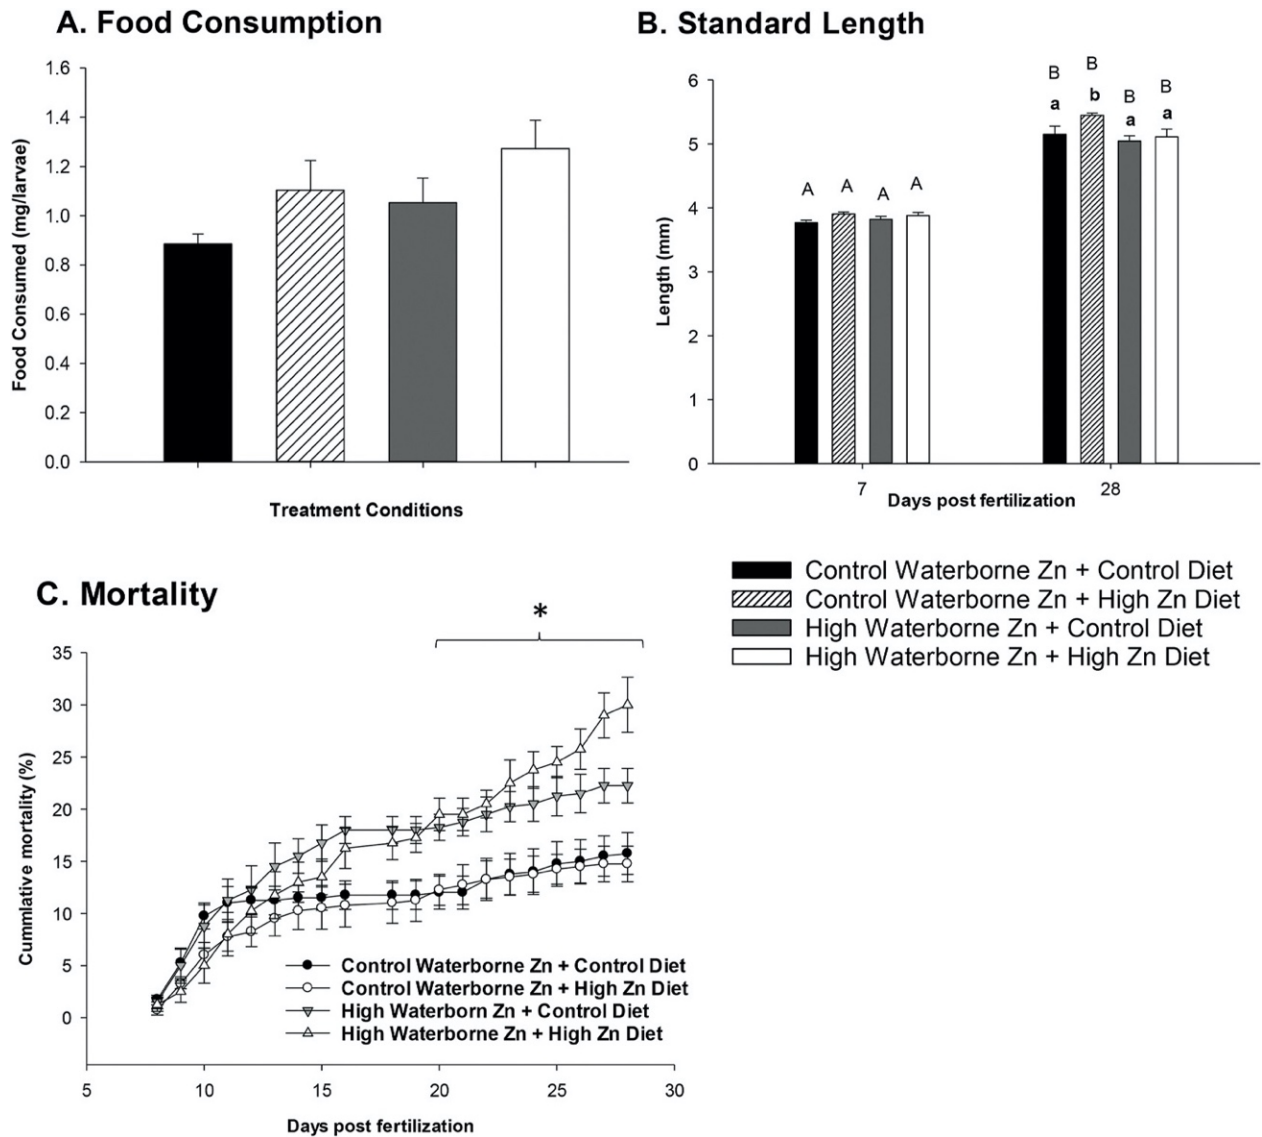 A. Food Consumption
1.6
1.4
1.2
1.0
0.8
0.6
0.4
0.2
0.0
Food Consumed (mg/larvae)
Treatment Conditions
B. Standard Length
6
5
4
3
2
1
0
Length (mm)
A A A A
B B B B
a b a a
7 28
Days post fertilization
Control Waterborne Zn + Control Diet
Control Waterborne Zn + High Zn Diet
High Waterborne Zn + Control Diet
High Waterborne Zn + High Zn Diet
C. Mortality
*
35
30
25
20
15
10
5
0
Cummlative mortality (%)
Control Waterborne Zn + Control Diet
Control Waterborne Zn + High Zn Diet
High Waterborn Zn + Control Diet
High Waterborne Zn + High Zn Diet
5 10 15 20 25 30
Days post fertilization